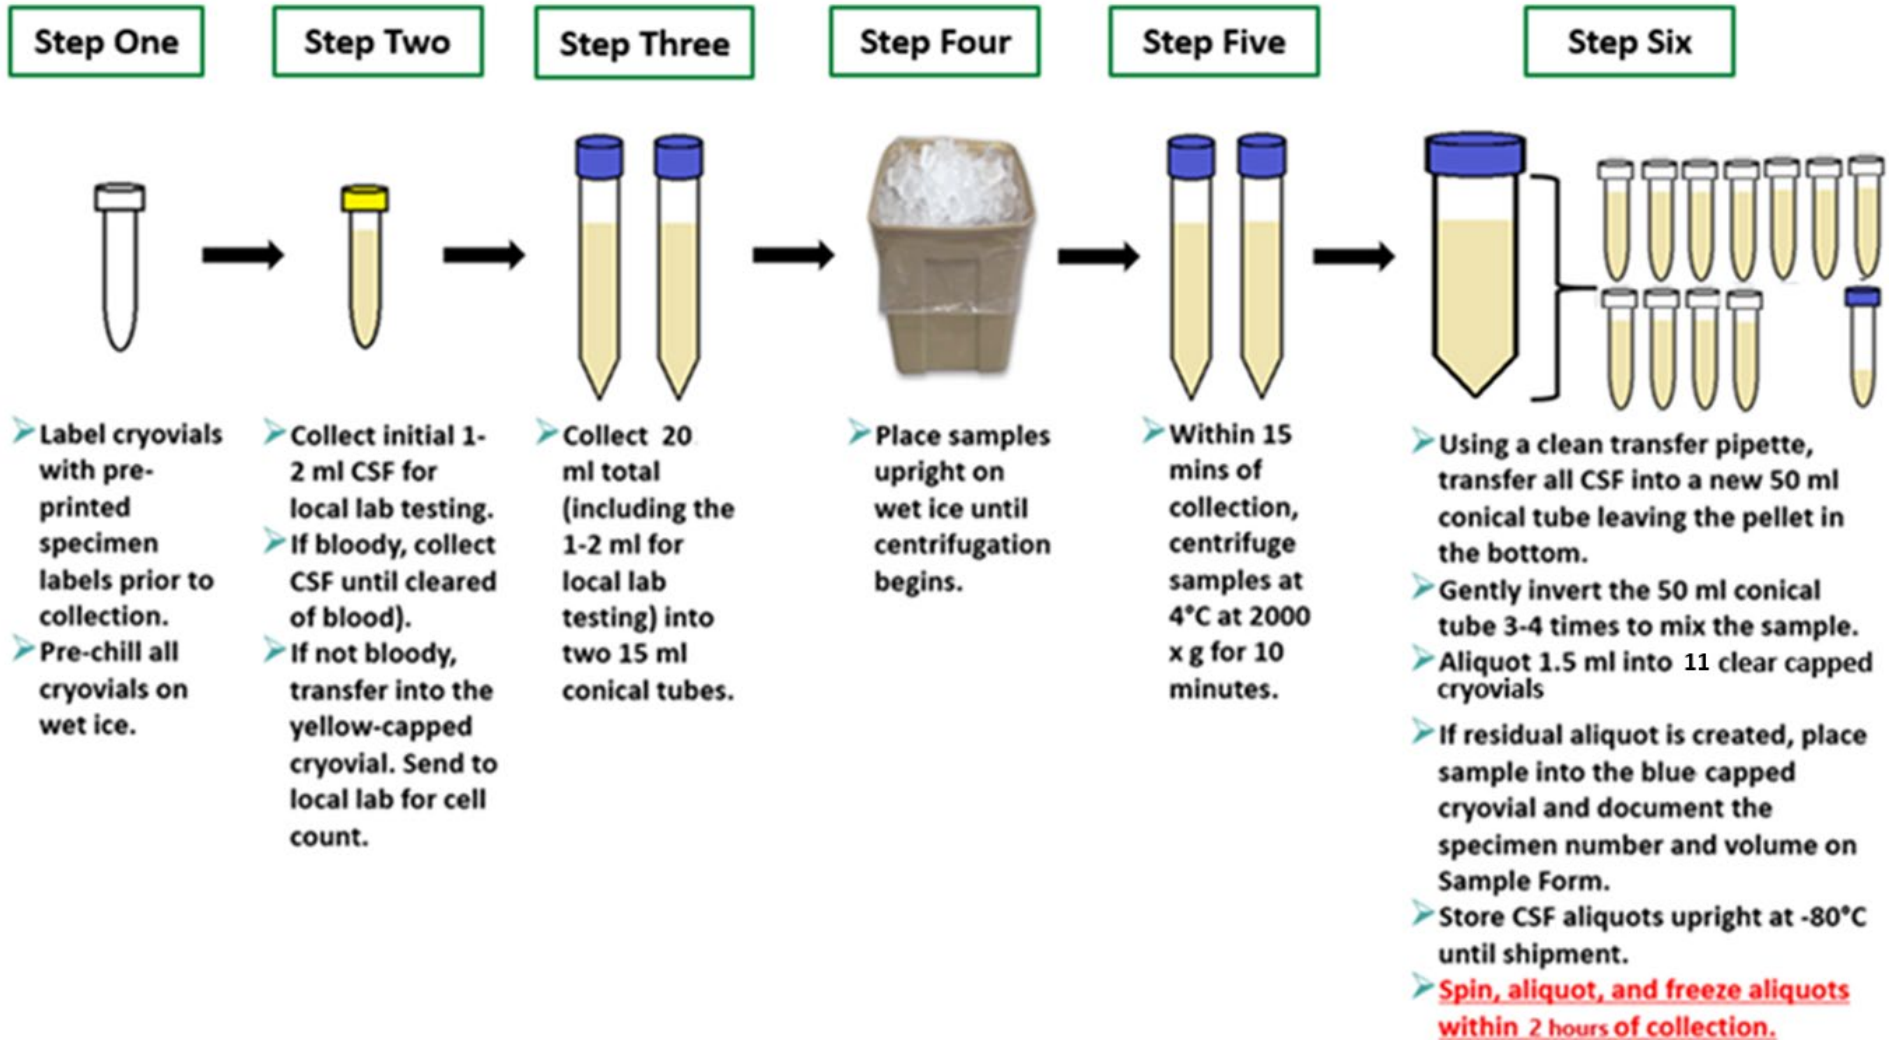 Step One
Step Two
Step Three
Step Four
Step Five
Step Six
Label cryovials
with pre-
printed
specimen
labels prior to
collection.
Pre-chill all
cryovials on
wet ice.
Collect initial 1-
2 ml CSF for
local lab testing.
If bloody, collect
CSF until cleared
of blood).
If not bloody,
transfer into the
yellow-capped
cryovial. Send to
local lab for cell
count.
Collect 20
ml total
(including the
1-2 ml for
local lab
testing) into
two 15 ml
conical tubes.
Place samples
upright on
wet ice until
centrifugation
begins.
Within 15
mins of
collection,
centrifuge
samples at
4°C at 2000
x g for 10
minutes.
Using a clean transfer pipette,
transfer all CSF into a new 50 ml
conical tube leaving the pellet in
the bottom.
Gently invert the 50 ml conical
tube 3-4 times to mix the sample.
Aliquot 1.5 ml into 11 clear capped
cryovials
If residual aliquot is created, place
sample into the blue capped
cryovial and document the
specimen number and volume on
Sample Form.
Store CSF aliquots upright at -80°C
until shipment.
Spin, aliquot, and freeze aliquots
within 2 hours of collection.